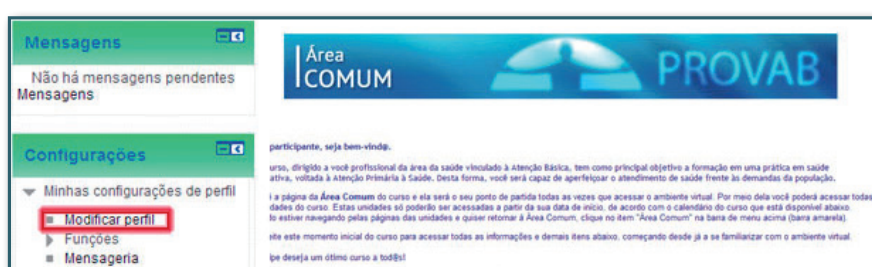 Mensagens
Não há mensagens pendentes
Mensagens
Configurações
Minhas configurações de perfil
Modificar perfil
Funções
Mensageria
Área
COMUM
PROVAB
participante, seja bem-vind@.
urso, dirigido a você profissional da área da saúde vinculado à Atenção Básica, tem como principal objetivo a formação em uma prática em saúde
ativa, voltada à Atenção Primária à Saúde. Desta forma, você será capaz de aperfeiçoar o atendimento de saúde frente às demandas da população.
a página da Área Comum do curso e ela será o seu ponto de partida todas as vezes que acessar o ambiente virtual. Por meio dela você poderá acessar todas
dades do curso. Estas unidades só poderão ser acessadas a partir da sua data de início, de acordo com o calendário do curso que está disponível abaixo.
do estiver navegando pelas páginas das unidades e quiser retornar à Área Comum, clique no item "Área Comum" na barra de menu acima (barra amarela).
eite este momento inicial do curso para acessar todas as informações e demais itens abaixo, começando desde já a se familiarizar com o ambiente virtual.
ipe deseja um ótimo curso a tod@s!